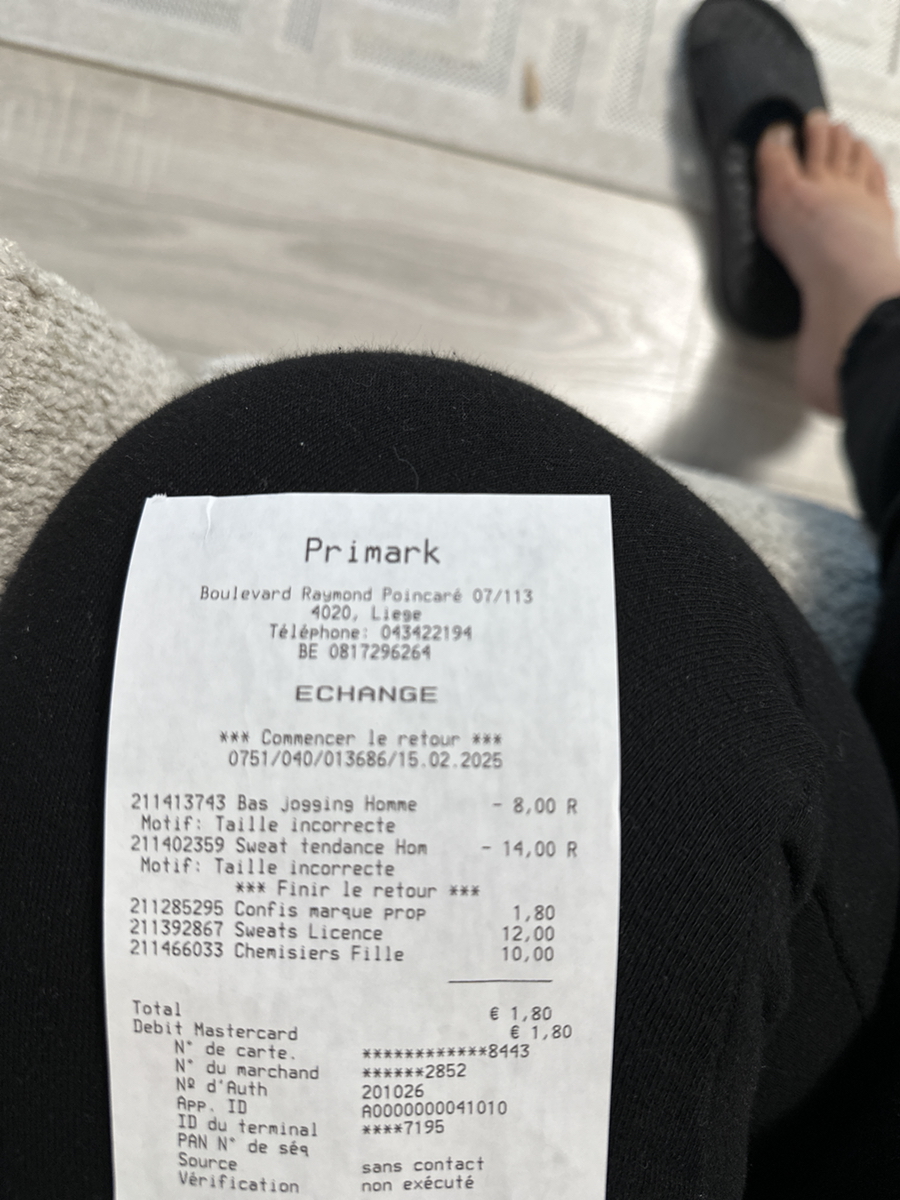 Primark
Boulevard Raymond Poincaré 07/113
4020, Liege
Téléphone: 043422194
BE 0817296264
ECHANGE
*** Commencer le retour ***
0751/040/013686/15.02.2025
211413743 Bas jogging Homme - 8,00 R
Motif: Taille incorrecte
211402359 Sweat tendance Hom - 14,00 R
Motif: Taille incorrecte
*** Finir le retour ***
211285295 Confis marque prop 1,80
211392867 Sweats Licence 12,00
211466033 Chemisiers Fille 10,00
Total € 1,80
Debit Mastercard € 1,80
N° de carte. ************8443
N° du marchand ******2852
Nº d'Auth 201026
App. ID A0000000041010
ID du terminal ****7195
PAN N° de séq
Source sans contact
Vérification non exécuté